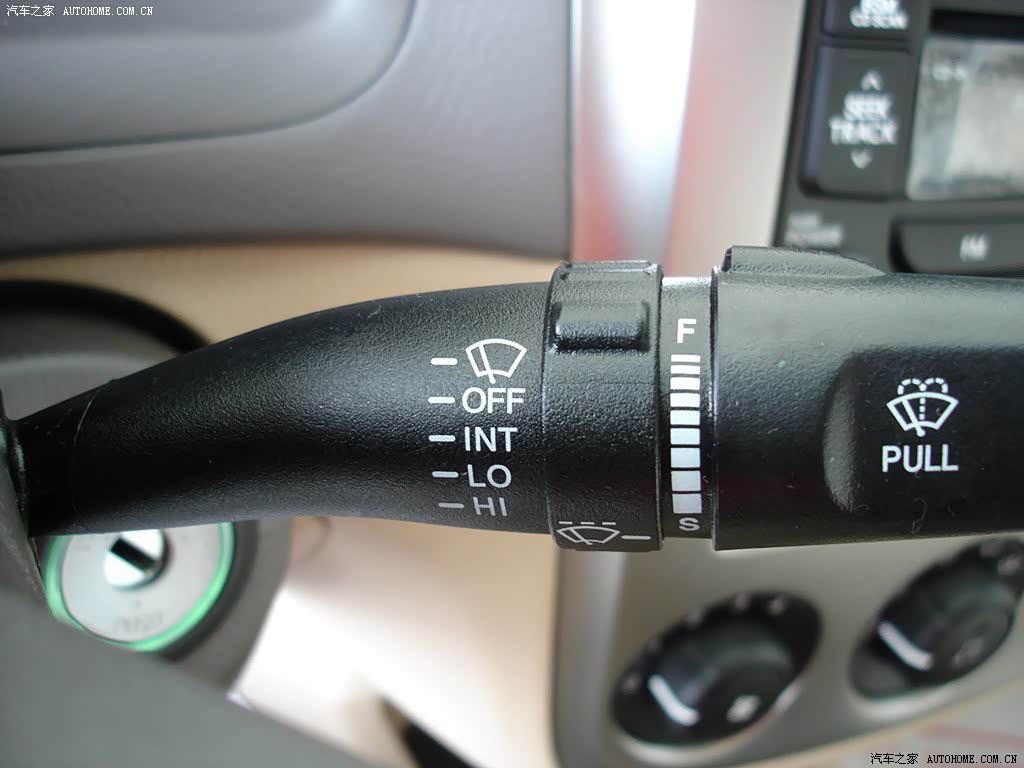 汽车之家 AUTOHOME.COM.CN
SEEK
TRACK
F
OFF
INT
LO
HI
S
PULL
汽车之家 AUTOHOME.COM.CN